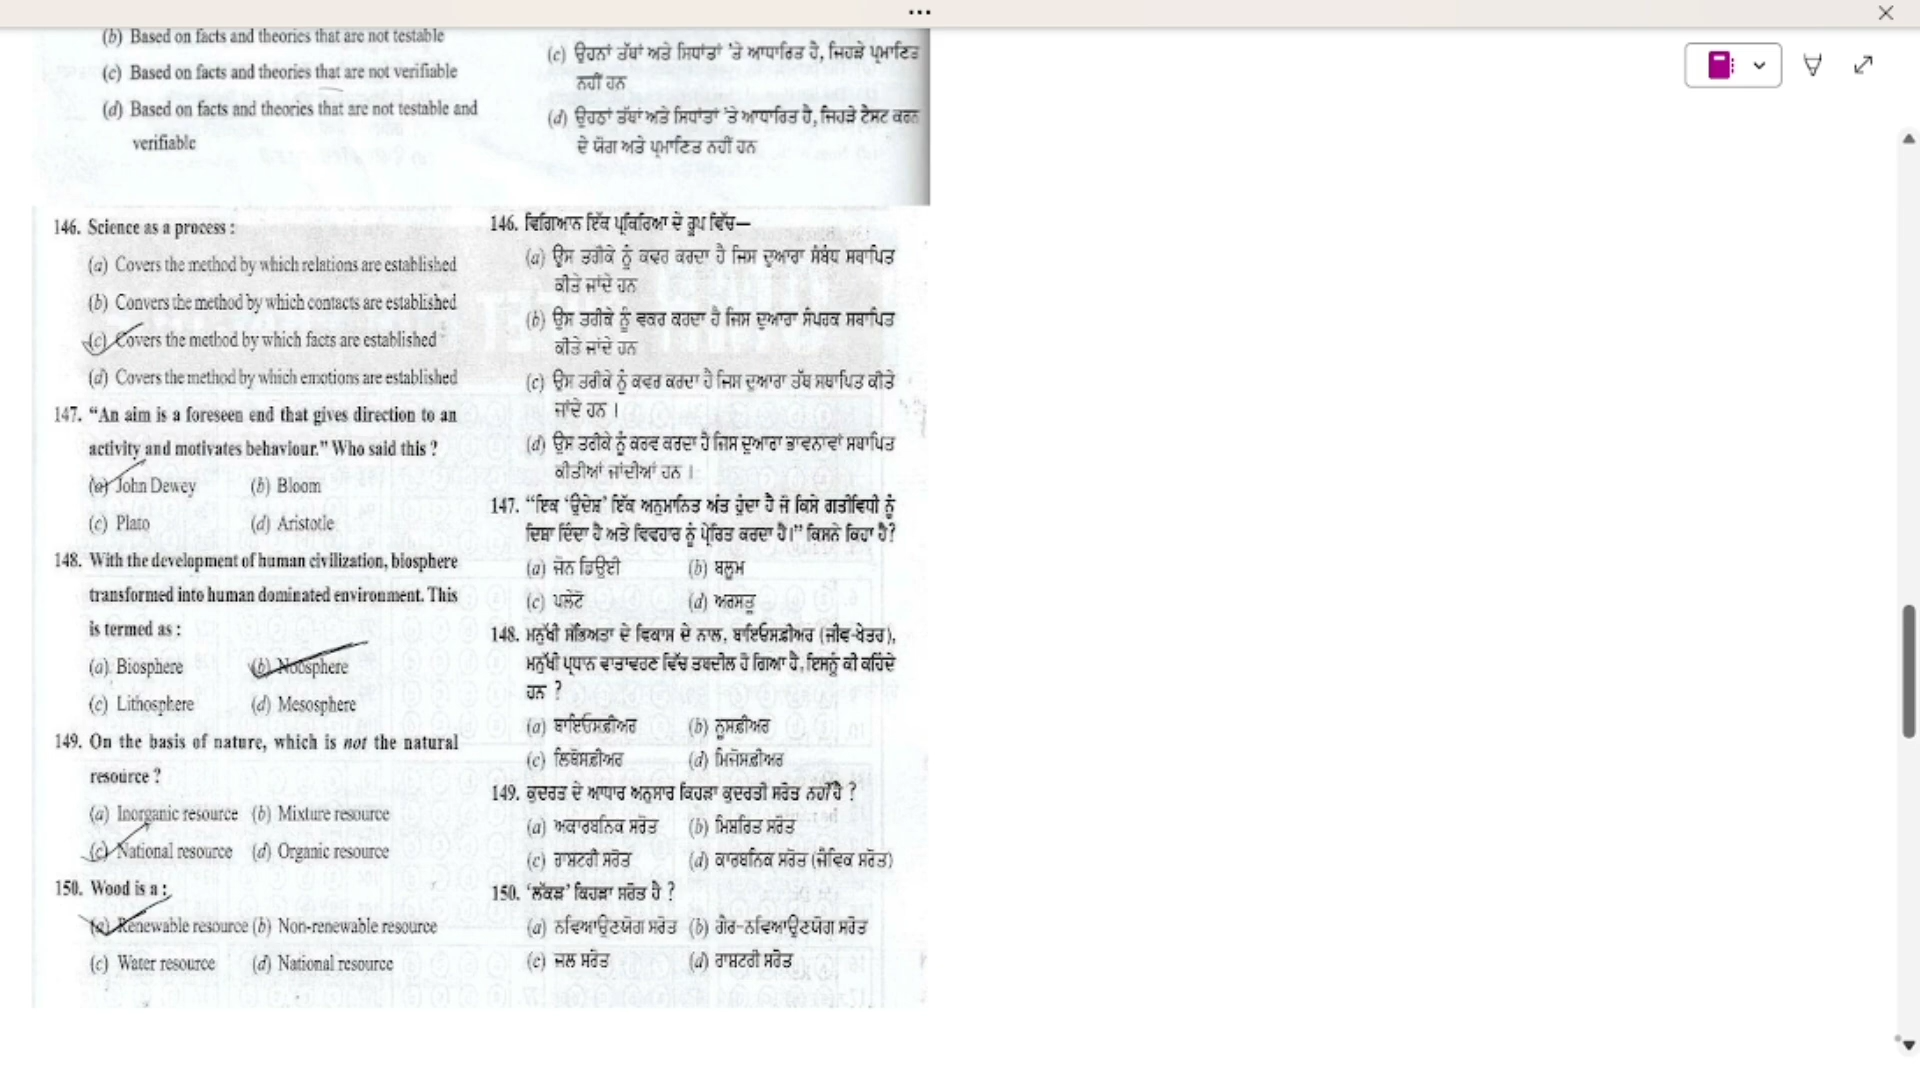 (b) Based on facts and theories that are not testable
(c) Based on facts and theories that are not verifiable
(d) Based on facts and theories that are not testable and
verifiable
(c) ਉਹਨਾਂ ਤੱਥਾਂ ਅਤੇ ਸਿਧਾਂਤਾਂ 'ਤੇ ਆਧਾਰਿਤ ਹੈ, ਜਿਹੜੇ ਪ੍ਰਮਾਣਿਤ
ਨਹੀਂ ਹਨ
(d) ਉਹਨਾਂ ਤੱਥਾਂ ਅਤੇ ਸਿਧਾਂਤਾਂ 'ਤੇ ਆਧਾਰਿਤ ਹੈ, ਜਿਹੜੇ ਟੈਸਟ ਕਰਨ
ਦੇ ਯੋਗ ਅਤੇ ਪ੍ਰਮਾਣਿਤ ਨਹੀਂ ਹਨ
146. Science as a process :
(a) Covers the method by which relations are established
(b) Convers the method by which contacts are established
(c) Covers the method by which facts are established
(d) Covers the method by which emotions are established
147. “An aim is a foreseen end that gives direction to an
activity and motivates behaviour.” Who said this ?
(a) John Dewey (b) Bloom
(c) Plato (d) Aristotle
148. With the development of human civilization, biosphere
transformed into human dominated environment. This
is termed as :
(a) Biosphere (b) Noosphere
(c) Lithosphere (d) Mesosphere
149. On the basis of nature, which is not the natural
resource ?
(a) Inorganic resource (b) Mixture resource
(c) National resource (d) Organic resource
150. Wood is a :
(a) Renewable resource (b) Non-renewable resource
(c) Water resource (d) National resource
146. ਵਿਗਿਆਨ ਇੱਕ ਪ੍ਰਕਿਰਿਆ ਦੇ ਰੂਪ ਵਿੱਚ—
(a) ਉਸ ਤਰੀਕੇ ਨੂੰ ਕਵਰ ਕਰਦਾ ਹੈ ਜਿਸ ਦੁਆਰਾ ਸੰਬੰਧ ਸਥਾਪਿਤ
ਕੀਤੇ ਜਾਂਦੇ ਹਨ
(b) ਉਸ ਤਰੀਕੇ ਨੂੰ ਵਕਰ ਕਰਦਾ ਹੈ ਜਿਸ ਦੁਆਰਾ ਸੰਪਰਕ ਸਥਾਪਿਤ
ਕੀਤੇ ਜਾਂਦੇ ਹਨ
(c) ਉਸ ਤਰੀਕੇ ਨੂੰ ਕਵਰ ਕਰਦਾ ਹੈ ਜਿਸ ਦੁਆਰਾ ਤੱਥ ਸਥਾਪਿਤ ਕੀਤੇ
ਜਾਂਦੇ ਹਨ ।
(d) ਉਸ ਤਰੀਕੇ ਨੂੰ ਕਰਵ ਕਰਦਾ ਹੈ ਜਿਸ ਦੁਆਰਾ ਭਾਵਨਾਵਾਂ ਸਥਾਪਿਤ
ਕੀਤੀਆਂ ਜਾਂਦੀਆਂ ਹਨ ।
147. “ਇਕ ‘ਉਦੇਸ਼’ ਇੱਕ ਅਨੁਮਾਨਿਤ ਅੰਤ ਹੁੰਦਾ ਹੈ ਜੋ ਕਿਸੇ ਗਤੀਵਿਧੀ ਨੂੰ
ਦਿਸ਼ਾ ਦਿੰਦਾ ਹੈ ਅਤੇ ਵਿਵਹਾਰ ਨੂੰ ਪ੍ਰੇਰਿਤ ਕਰਦਾ ਹੈ।” ਕਿਸਨੇ ਕਿਹਾ ਹੈ?
(a) ਜੋਨ ਡਿਉਈ (b) ਬਲੂਮ
(c) ਪਲੇਟੋ (d) ਅਰਸਤੂ
148. ਮਨੁੱਖੀ ਸੱਭਿਅਤਾ ਦੇ ਵਿਕਾਸ ਦੇ ਨਾਲ, ਬਾਇਓਸਫ਼ੀਅਰ (ਜੀਵ-ਖੇਤਰ),
ਮਨੁੱਖੀ ਪ੍ਰਧਾਨ ਵਾਤਾਵਰਣ ਵਿੱਚ ਤਬਦੀਲ ਹੋ ਗਿਆ ਹੈ, ਇਸਨੂੰ ਕੀ ਕਹਿੰਦੇ
ਹਨ ?
(a) ਬਾਇਓਸਫ਼ੀਅਰ (b) ਨੂਸਫ਼ੀਅਰ
(c) ਲਿਥੋਸਫ਼ੀਅਰ (d) ਮਿਜੋਸਫ਼ੀਅਰ
149. ਕੁਦਰਤ ਦੇ ਆਧਾਰ ਅਨੁਸਾਰ ਕਿਹੜਾ ਕੁਦਰਤੀ ਸਰੋਤ ਨਹੀਂ ਹੈ ?
(a) ਅਕਾਰਬਨਿਕ ਸਰੋਤ (b) ਮਿਸ਼ਰਿਤ ਸਰੋਤ
(c) ਰਾਸ਼ਟਰੀ ਸਰੋਤ (d) ਕਾਰਬਨਿਕ ਸਰੋਤ (ਜੈਵਿਕ ਸਰੋਤ)
150. ‘ਲੱਕੜ’ ਕਿਹੜਾ ਸਰੋਤ ਹੈ ?
(a) ਨਵਿਆਉਣਯੋਗ ਸਰੋਤ (b) ਗੈਰ-ਨਵਿਆਉਣਯੋਗ ਸਰੋਤ
(c) ਜਲ ਸਰੋਤ (d) ਰਾਸ਼ਟਰੀ ਸਰੋਤ